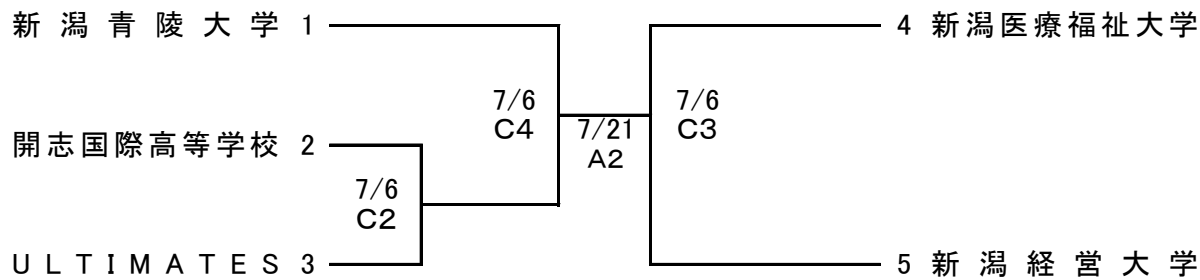 新潟青陵大学 1
4 新潟医療福祉大学
7/6
C4
7/21
A2
7/6
C3
開志国際高等学校 2
7/6
C2
ULTIMATES 3
5 新潟経営大学